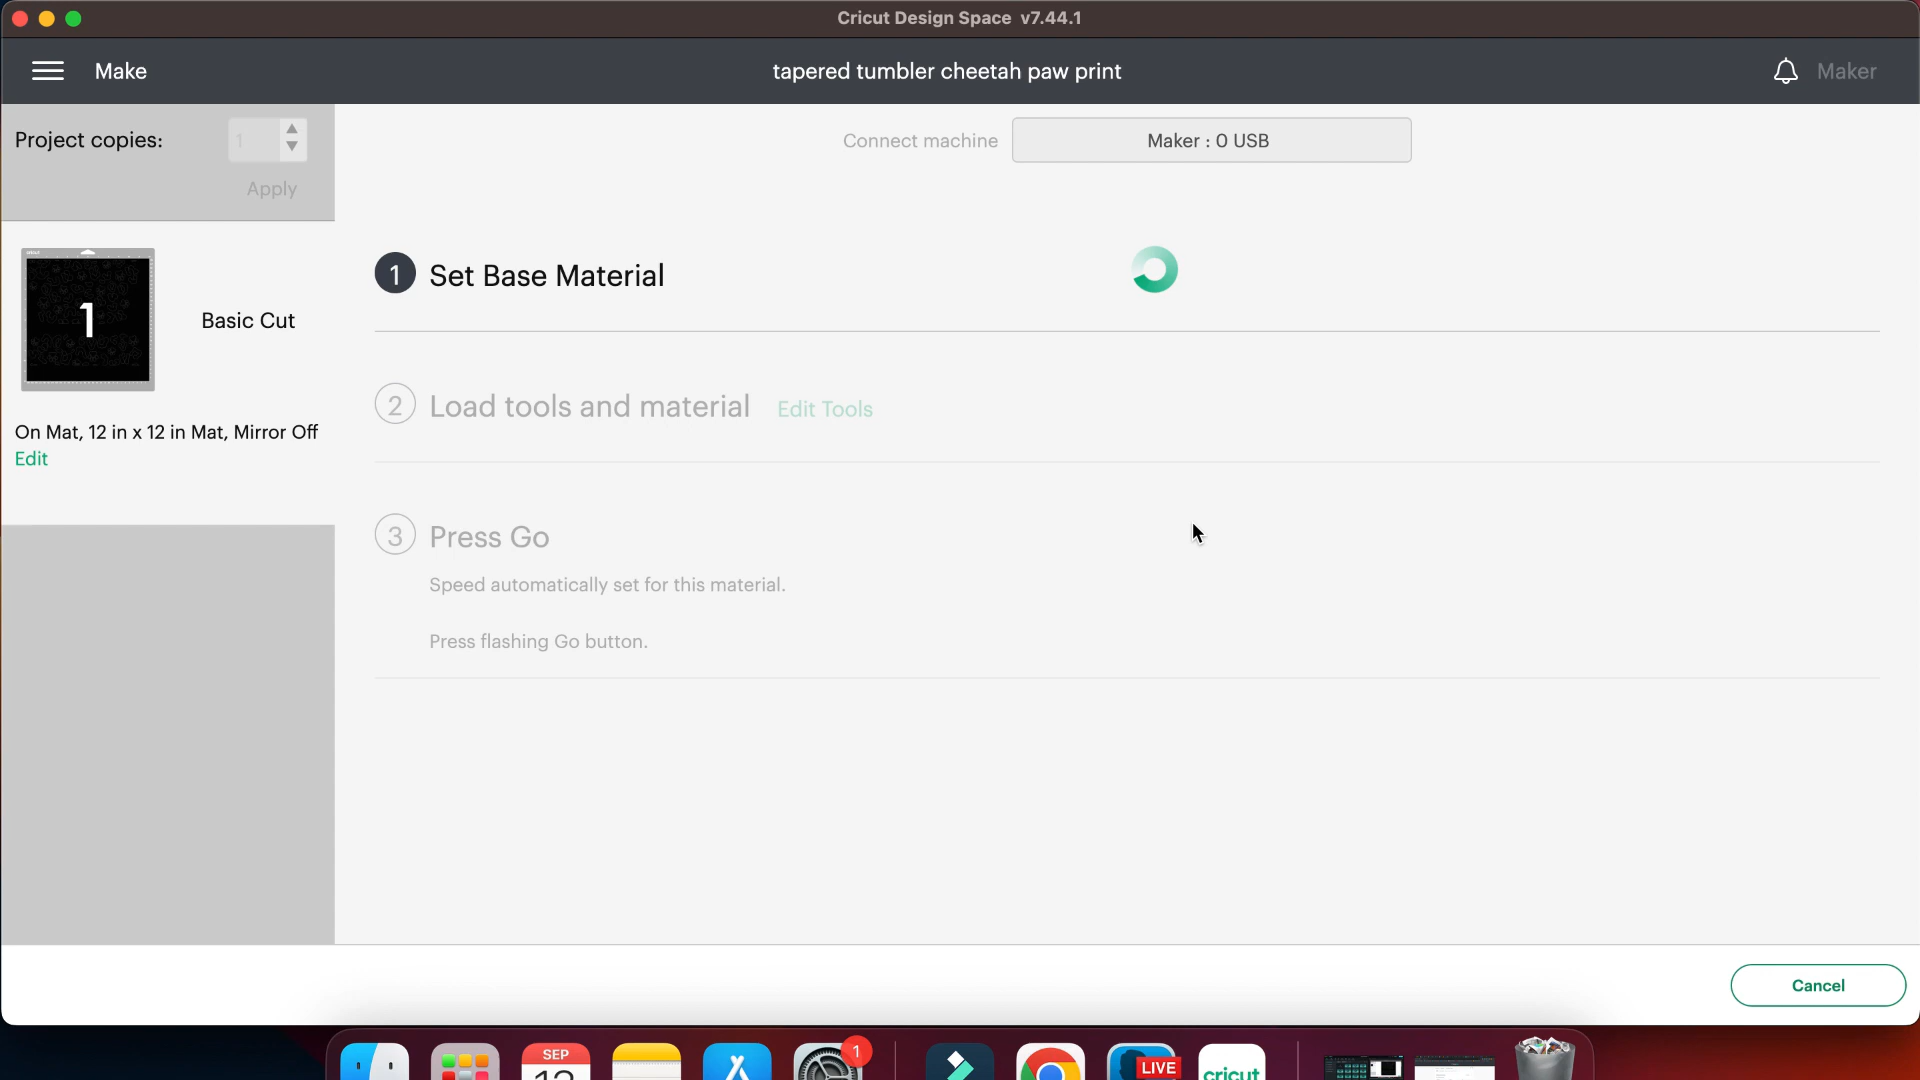 Cricut Design Space v7.44.1
Make
tapered tumbler cheetah paw print
Maker
Project copies:
1
Apply
Connect machine
Maker : 0 USB
1
Basic Cut
On Mat, 12 in x 12 in Mat, Mirror Off
Edit
1 Set Base Material
2 Load tools and material Edit Tools
3 Press Go
Speed automatically set for this material.
Press flashing Go button.
Cancel
SEP
1
LIVE
cricut